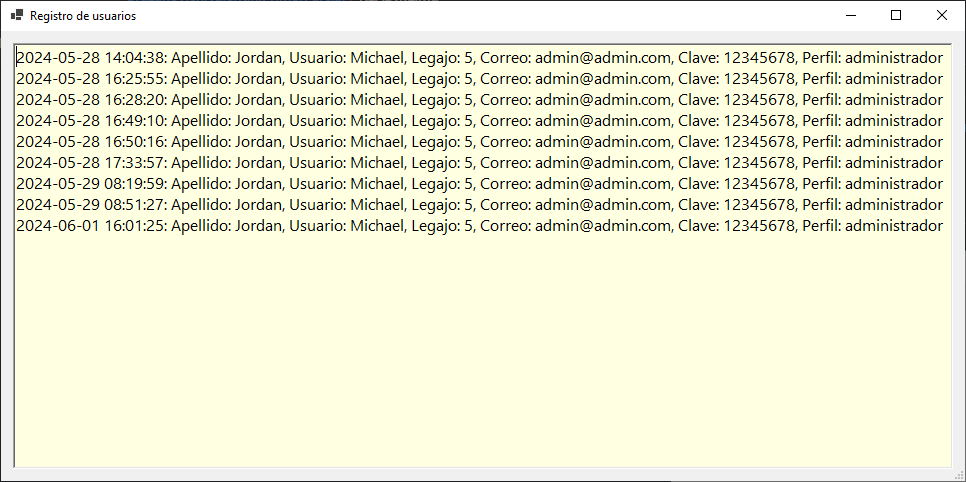 Registro de usuarios
2024-05-28 14:04:38: Apellido: Jordan, Usuario: Michael, Legajo: 5, Correo: admin@admin.com, Clave: 12345678, Perfil: administrador
2024-05-28 16:25:55: Apellido: Jordan, Usuario: Michael, Legajo: 5, Correo: admin@admin.com, Clave: 12345678, Perfil: administrador
2024-05-28 16:28:20: Apellido: Jordan, Usuario: Michael, Legajo: 5, Correo: admin@admin.com, Clave: 12345678, Perfil: administrador
2024-05-28 16:49:10: Apellido: Jordan, Usuario: Michael, Legajo: 5, Correo: admin@admin.com, Clave: 12345678, Perfil: administrador
2024-05-28 16:50:16: Apellido: Jordan, Usuario: Michael, Legajo: 5, Correo: admin@admin.com, Clave: 12345678, Perfil: administrador
2024-05-28 17:33:57: Apellido: Jordan, Usuario: Michael, Legajo: 5, Correo: admin@admin.com, Clave: 12345678, Perfil: administrador
2024-05-29 08:19:59: Apellido: Jordan, Usuario: Michael, Legajo: 5, Correo: admin@admin.com, Clave: 12345678, Perfil: administrador
2024-05-29 08:51:27: Apellido: Jordan, Usuario: Michael, Legajo: 5, Correo: admin@admin.com, Clave: 12345678, Perfil: administrador
2024-06-01 16:01:25: Apellido: Jordan, Usuario: Michael, Legajo: 5, Correo: admin@admin.com, Clave: 12345678, Perfil: administrador